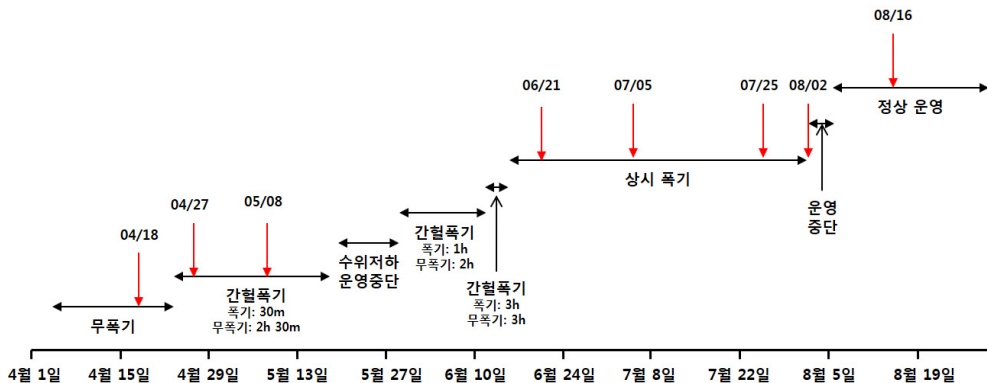 08/16
06/21
07/05
07/25
08/02
정상 운영
상시 폭기
04/27
05/08
운영
중단
04/18
간헐폭기
폭기: 1h
무폭기: 2h
수위저하
운영중단
간헐폭기
폭기: 30m
무폭기: 2h 30m
간헐폭기
폭기: 3h
무폭기: 3h
무폭기
4월 1일
4월 15일
4월 29일
5월 13일
5월 27일
6월 10일
6월 24일
7월 8일
7월 22일
8월 5일
8월 19일